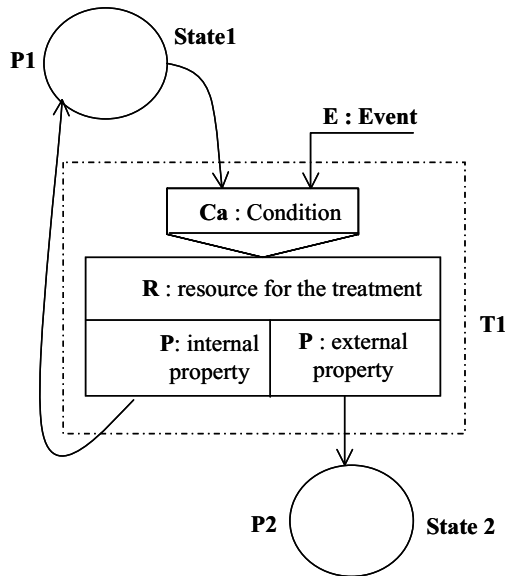 State1
P1
E : Event
Ca : Condition
R : resource for the treatment
T1
P: internal
property
P : external
property
P2
State 2